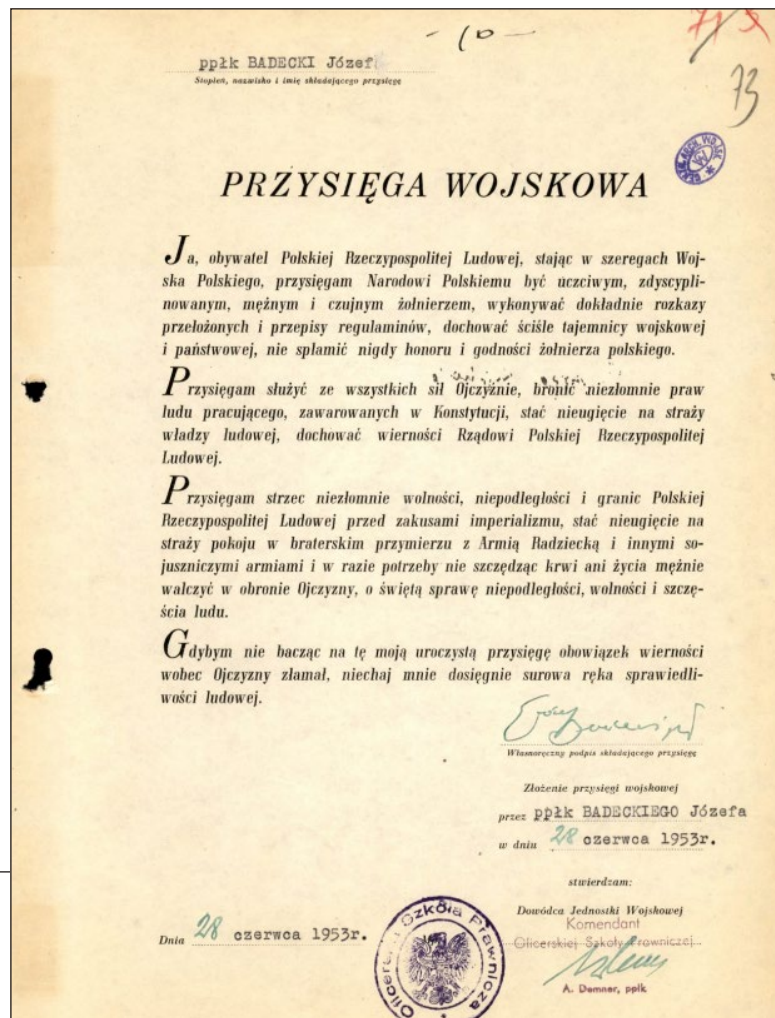 - 10 -
73
ppłk BADECKI Józef
Stopień, nazwisko i imię składającego przysięgę
PRZYSIĘGA WOJSKOWA
Ja, obywatel Polskiej Rzeczypospolitej Ludowej, stając w szeregach Woj-
ska Polskiego, przysięgam Narodowi Polskiemu być uczciwym, zdyscypli-
nowanym, mężnym i czujnym żołnierzem, wykonywać dokładnie rozkazy
przełożonych i przepisy regulaminów, dochować ściśle tajemnicy wojskowej
i państwowej, nie splamić nigdy honoru i godności żołnierza polskiego.
Przysięgam służyć ze wszystkich sił Ojczyźnie, bronić niezłomnie praw
ludu pracującego, zawarowanych w Konstytucji, stać nieugięcie na straży
władzy ludowej, dochować wierności Rządowi Polskiej Rzeczypospolitej
Ludowej.
Przysięgam strzec niezłomnie wolności, niepodległości i granic Polskiej
Rzeczypospolitej Ludowej przed zakusami imperializmu, stać nieugięcie na
straży pokoju w braterskim przymierzu z Armią Radziecką i innymi so-
juszniczymi armiami i w razie potrzeby nie szczędząc krwi ani życia mężnie
walczyć w obronie Ojczyzny, o świętą sprawę niepodległości, wolności i szczę-
ścia ludu.
Gdybym nie bacząc na tę moją uroczystą przysięgę obowiązek wierności
wobec Ojczyzny złamał, niechaj mnie dosięgnie surowa ręka sprawiedli-
wości ludowej.
Własnoręczny podpis składającego przysięgę
Złożenie przysięgi wojskowej
przez ppłk BADECKIEGO Józefa
w dniu 28 czerwca 1953r.
stwierdzam:
Dowódca Jednostki Wojskowej
Komendant
Oficerskiej Szkoły Prawniczej
A. Demner, ppłk
Dnia 28 czerwca 1953r.
Oficerska Szkoła Prawnicza